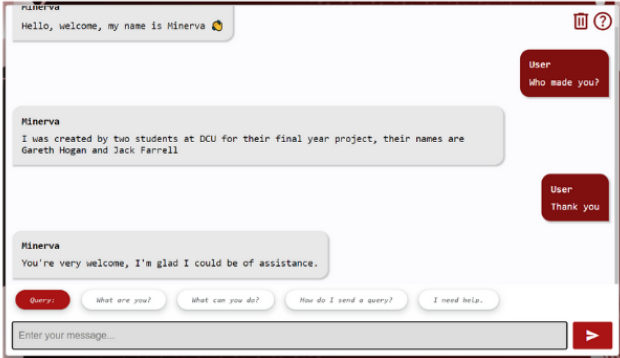 Minerva
Hello, welcome, my name is Minerva
User
Who made you?
Minerva
I was created by two students at DCU for their final year project, their names are
Gareth Hogan and Jack Farrell
User
Thank you
Minerva
You're very welcome, I'm glad I could be of assistance.
Query:
What are you?
What can you do?
How do I send a query?
I need help.
Enter your message...